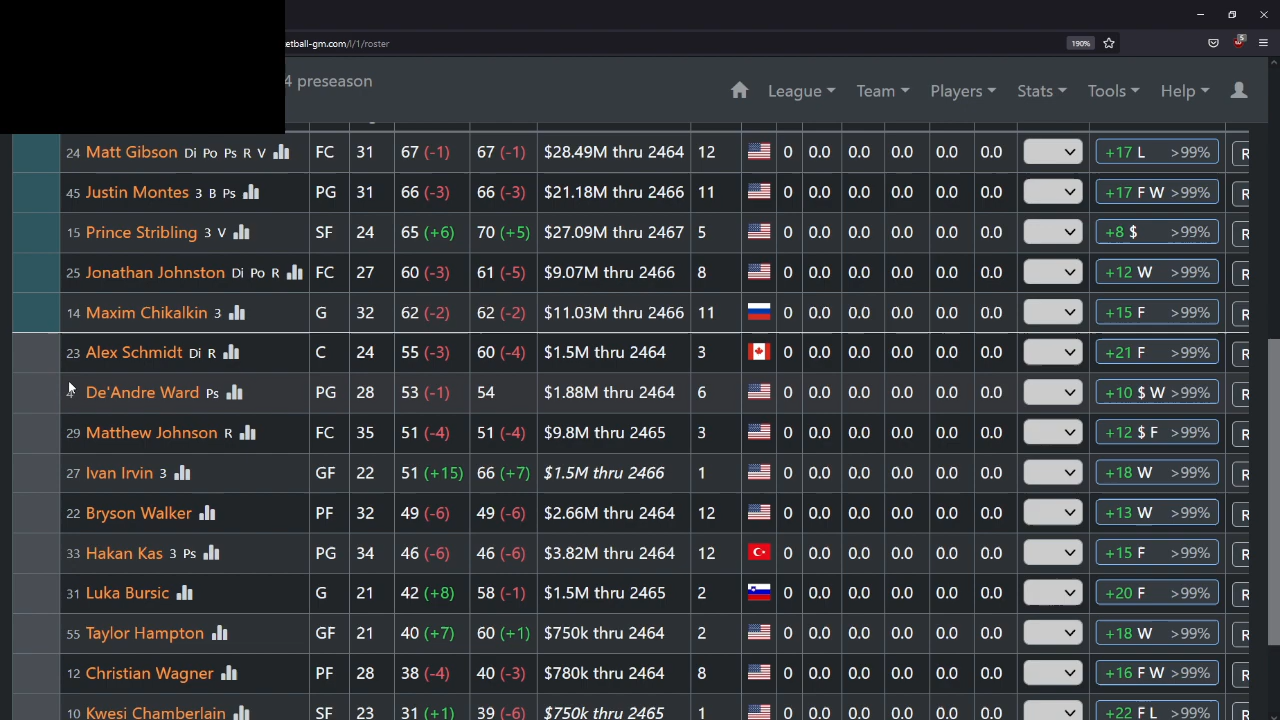 etball-gm.com/l/1/roster 190% 5
4 preseason League Team Players Stats Tools Help
24 Matt Gibson Di Po Ps R V FC 31 67 (-1) 67 (-1) $28.49M thru 2464 12 0 0.0 0.0 0.0 0.0 0.0 +17 L >99% R
45 Justin Montes 3 B Ps PG 31 66 (-3) 66 (-3) $21.18M thru 2464 11 0 0.0 0.0 0.0 0.0 0.0 +17 F W >99% R
15 Prince Stribling 3 V SF 24 65 (+6) 70 (+5) $27.09M thru 2467 5 0 0.0 0.0 0.0 0.0 0.0 +8 $ >99% R
25 Jonathan Johnston Di Po R FC 27 60 (-3) 61 (-5) $9.07M thru 2466 8 0 0.0 0.0 0.0 0.0 0.0 +12 W >99% R
14 Maxim Chikalkin 3 G 32 62 (-2) 62 (-2) $11.03M thru 2466 11 0 0.0 0.0 0.0 0.0 0.0 +15 F >99% R
23 Alex Schmidt Di R C 24 55 (-3) 60 (-4) $1.5M thru 2464 3 0 0.0 0.0 0.0 0.0 0.0 +21 F >99% R
De'Andre Ward Ps PG 28 53 (-1) 54 $1.88M thru 2464 6 0 0.0 0.0 0.0 0.0 0.0 +10 $ W >99% R
29 Matthew Johnson R FC 35 51 (-4) 51 (-4) $9.8M thru 2465 3 0 0.0 0.0 0.0 0.0 0.0 +12 $ F >99% R
27 Ivan Irvin 3 GF 22 51 (+15) 66 (+7) $1.5M thru 2466 1 0 0.0 0.0 0.0 0.0 0.0 +18 W >99% R
22 Bryson Walker PF 32 49 (-6) 49 (-6) $2.66M thru 2464 12 0 0.0 0.0 0.0 0.0 0.0 +13 W >99% R
33 Hakan Kas 3 Ps PG 34 46 (-6) 46 (-6) $3.82M thru 2464 12 0 0.0 0.0 0.0 0.0 0.0 +15 F >99% R
31 Luka Bursic G 21 42 (+8) 58 (-1) $1.5M thru 2465 2 0 0.0 0.0 0.0 0.0 0.0 +20 F >99% R
55 Taylor Hampton GF 21 40 (+7) 60 (+1) $750k thru 2464 2 0 0.0 0.0 0.0 0.0 0.0 +18 W >99% R
12 Christian Wagner PF 28 38 (-4) 40 (-3) $780k thru 2464 8 0 0.0 0.0 0.0 0.0 0.0 +16 F W >99% R
10 Kwesi Chamberlain SF 23 31 (+1) 39 (-6) $750k thru 2465 1 0 0.0 0.0 0.0 0.0 0.0 +22 F L >99% R